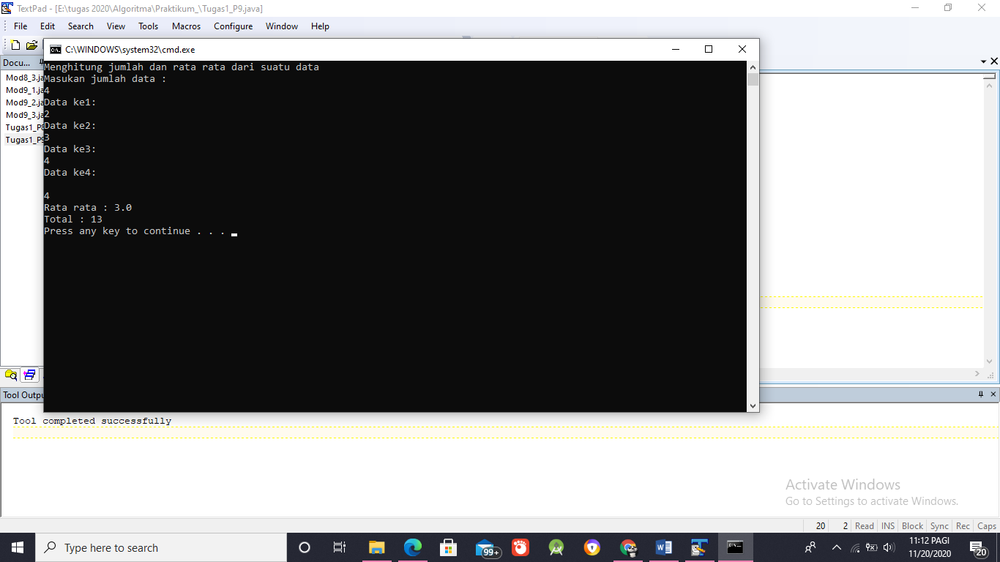 TextPad - [E:\tugas 2020\Algoritma\Praktikum_\Tugas1_P9.java]
File Edit Search View Tools Macros Configure Window Help
C:\WINDOWS\system32\cmd.exe
Docu...
Mod8_3.ja
Mod9_1.ja
Mod9_2.ja
Mod9_3.ja
Tugas1_P8
Tugas1_P9
Menghitung jumlah dan rata rata dari suatu data
Masukan jumlah data :
4
Data ke1:
2
Data ke2:
3
Data ke3:
4
Data ke4:
4
Rata rata : 3.0
Total : 13
Press any key to continue . . .
Tool Outpu
Tool completed successfully
Activate Windows
Go to Settings to activate Windows.
20 2 Read INS Block Sync Rec Caps
Type here to search
99+
11:12 PAGI
11/20/2020
20